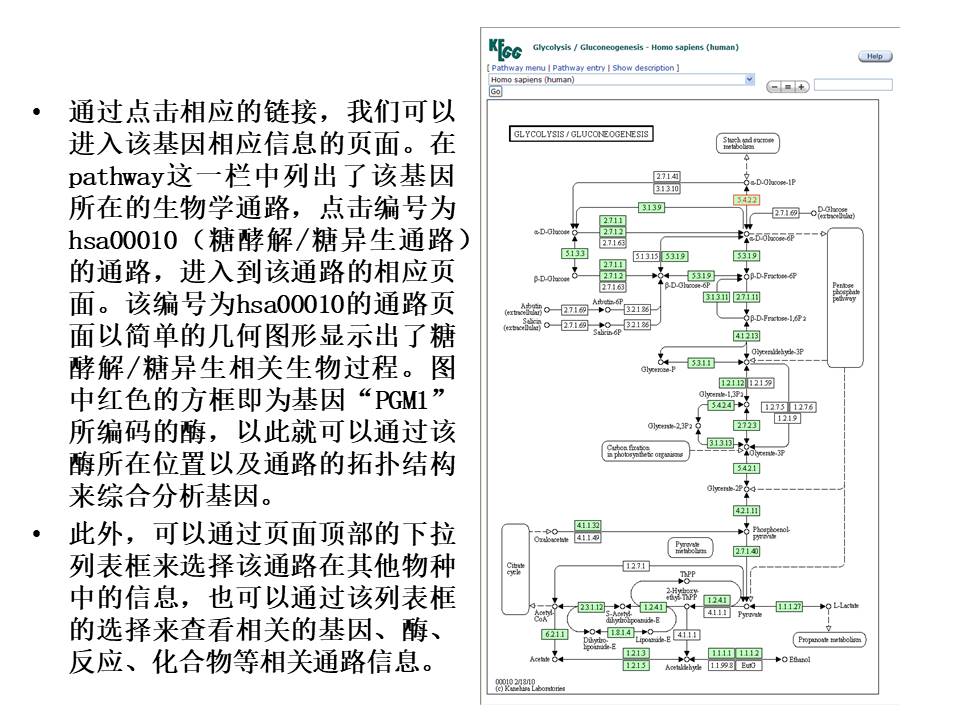 • 通过点击相应的链接，我们可以
进入该基因相应信息的页面。在
pathway这一栏中列出了该基因
所在的生物学通路，点击编号为
hsa00010（糖酵解/糖异生通路）
的通路，进入到该通路的相应页
面。该编号为hsa00010的通路页
面以简单的几何图形显示出了糖
酵解/糖异生相关生物过程。图
中红色的方框即为基因“PGM1”
所编码的酶，以此就可以通过该
酶所在位置以及通路的拓扑结构
来综合分析基因。
• 此外，可以通过页面顶部的下拉
列表框来选择该通路在其他物种
中的信息，也可以通过该列表框
的选择来查看相关的基因、酶、
反应、化合物等相关通路信息。
KEGG
Glycolysis / Gluconeogenesis - Homo sapiens (human)
Help
[ Pathway menu | Pathway entry | Show description ]
Homo sapiens (human)
Go
GLYCOLYSIS / GLUCONEOGENESIS
Starch and sucrose
metabolism
2.7.1.41
3.1.3.10
α-D-Glucose-1P
5.4.2.2
3.1.3.9
2.7.1.69
D-Glucose
(extracellular)
2.7.1.1
α-D-Glucose
2.7.1.2
2.7.1.63
α-D-Glucose-6P
5.1.3.3
5.1.3.15
5.3.1.9
5.3.1.9
2.7.1.1
β-D-Glucose
2.7.1.2
2.7.1.63
5.3.1.9
β-D-Glucose-6P
β-D-Fructose-6P
Pentose
phosphate
pathway
3.1.3.11
2.7.1.11
Arbutin
(extracellular)
2.7.1.69
Arbutin-6P
3.2.1.86
Salicin
(extracellular)
2.7.1.69
Salicin-6P
3.2.1.86
β-D-Fructose-1,6P2
4.1.2.13
Glycerone-P
5.3.1.1
Glyceraldehyde-3P
1.2.1.12
1.2.1.59
Glycerate-1,3P2
5.4.2.4
1.2.7.5
1.2.7.6
1.2.1.9
Glycerate-2,3P2
2.7.2.3
3.1.3.13
Carbon fixation
in photosynthetic organisms
Glycerate-3P
5.4.2.1
Glycerate-2P
4.2.1.11
4.1.1.32
Oxaloacetate
4.1.1.49
Phosphoenol-
pyruvate
Pyruvate
metabolism
2.7.1.40
Citrate
cycle
1.2.7.1
ThPP
2-Hydroxy-
ethyl-ThPP
Acetyl-
CoA
2.3.1.12
S-Acetyl-
dihydrolipoamide-E
1.2.4.1
1.2.4.1
4.1.1.1
Pyruvate
1.1.1.27
L-Lactate
6.2.1.1
Dihydro-
lipoamide-E
1.8.1.4
Lipoamide-E
4.1.1.1
Propanoate metabolism
Acetate
1.2.1.3
1.2.1.5
Acetaldehyde
1.1.1.1
1.1.1.2
1.1.99.8
EutG
Ethanol
00010 2/18/10
(c) Kanehisa Laboratories